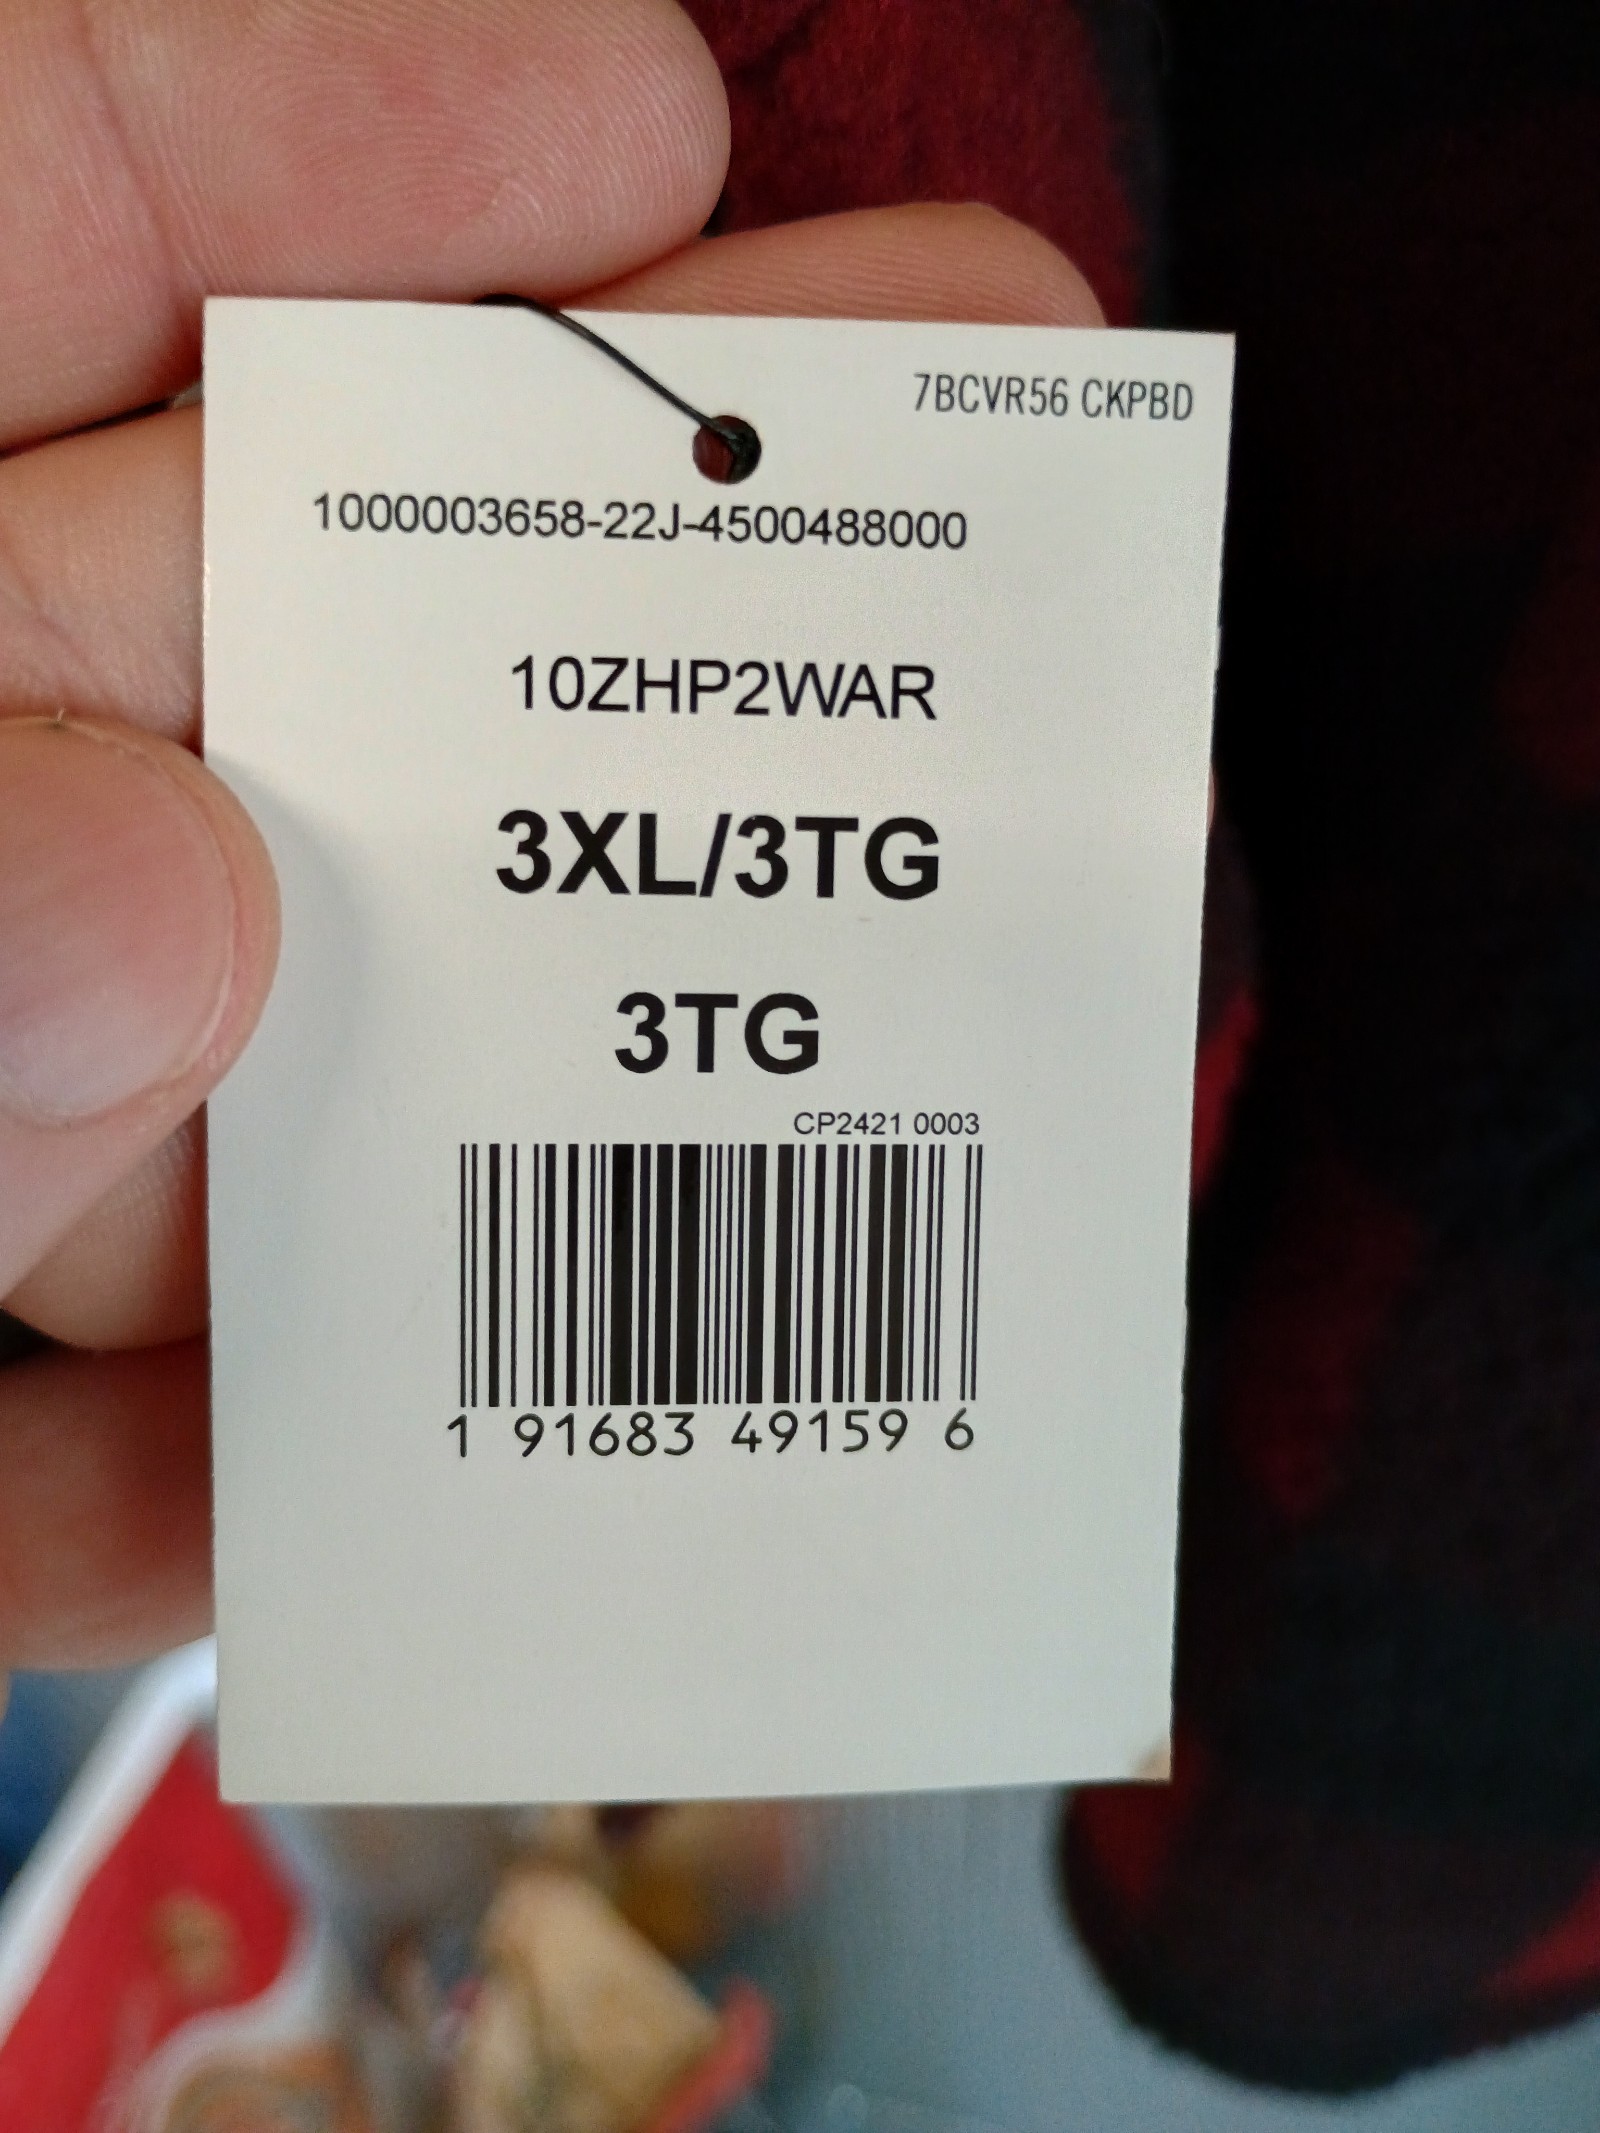 7BCVR56 CKPBD
1000003658-22J-4500488000
10ZHP2WAR
3XL/3TG
3TG
CP2421 0003
1 91683 49159 6